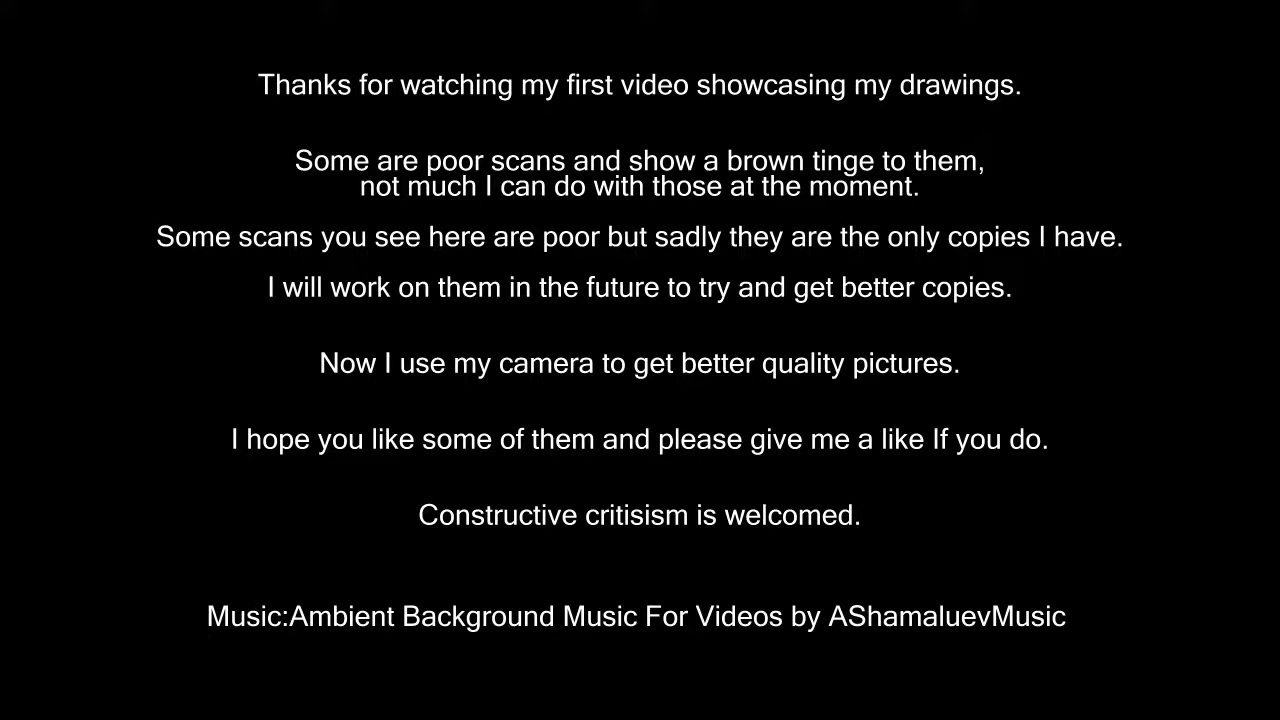 Thanks for watching my first video showcasing my drawings.
Some are poor scans and show a brown tinge to them,
not much I can do with those at the moment.
Some scans you see here are poor but sadly they are the only copies I have.
I will work on them in the future to try and get better copies.
Now I use my camera to get better quality pictures.
I hope you like some of them and please give me a like If you do.
Constructive critisism is welcomed.
Music:Ambient Background Music For Videos by AShamaluevMusic